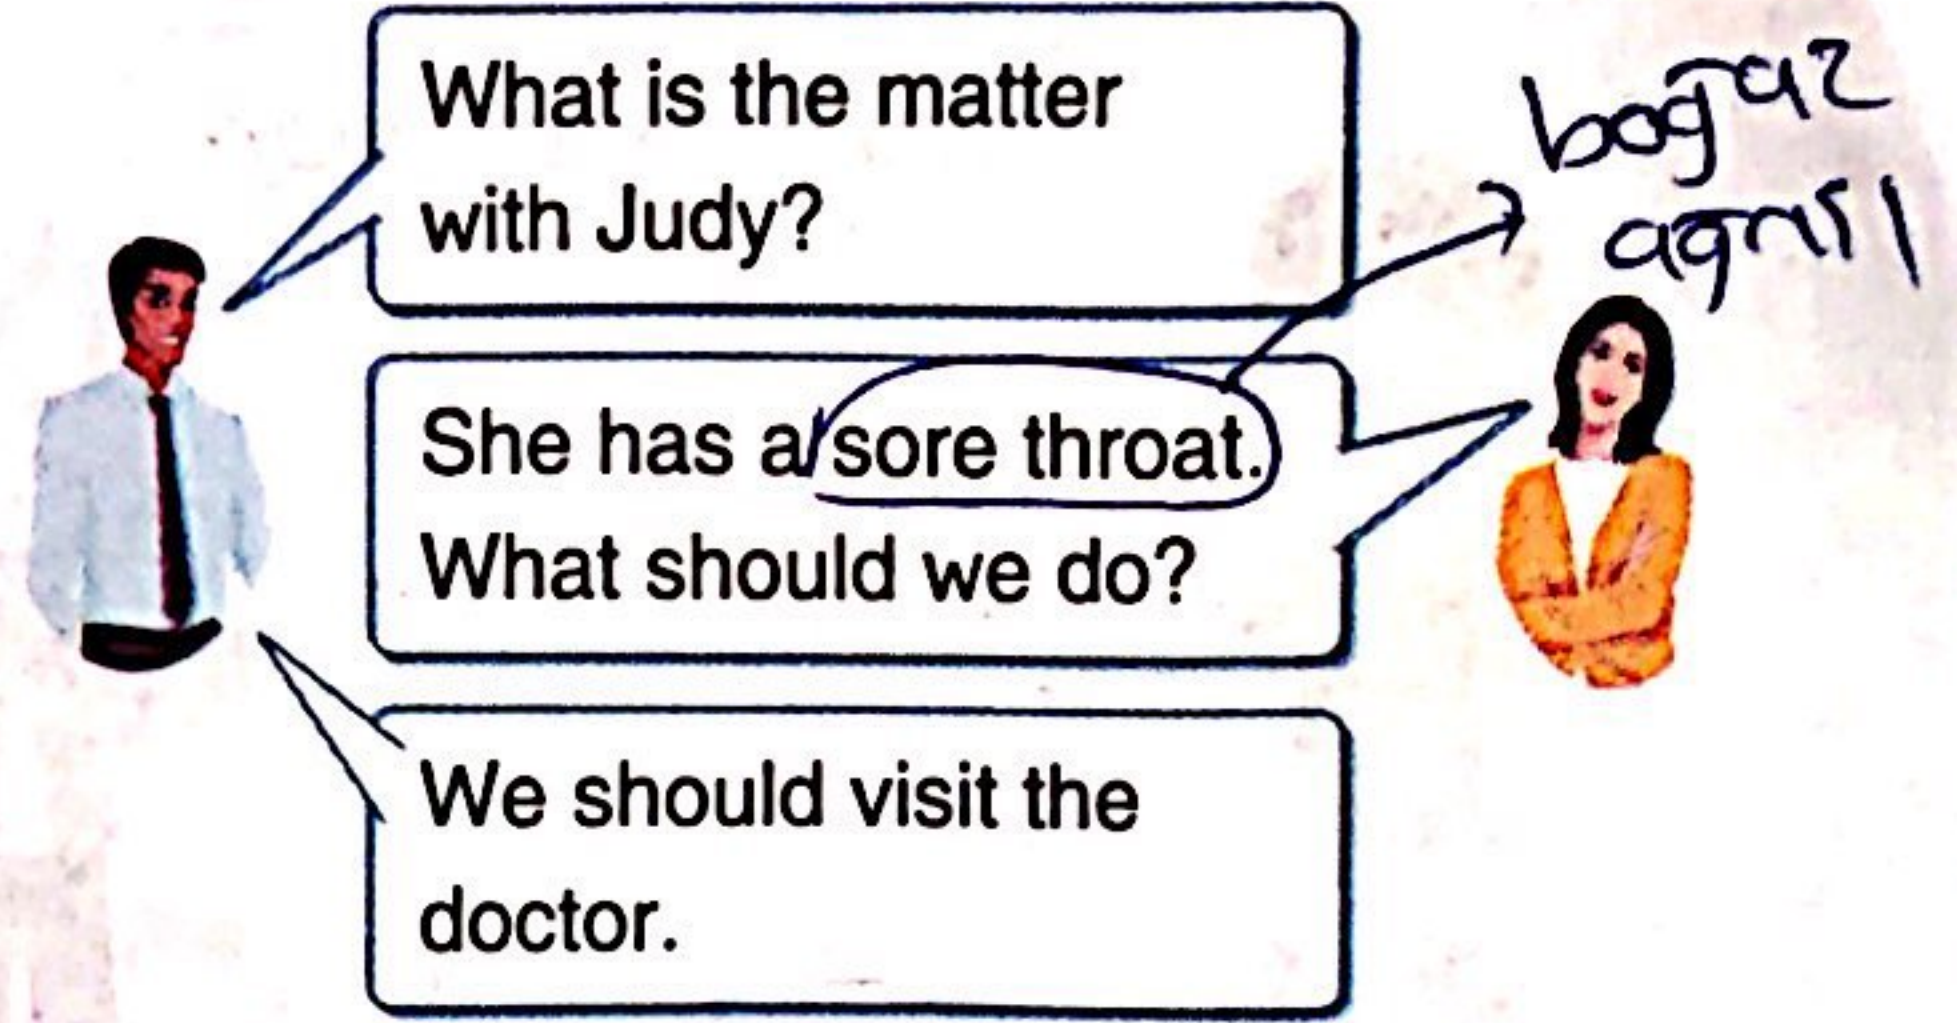 What is the matter
with Judy?
boğaz
ağrısı
She has a sore throat.
What should we do?
We should visit the
doctor.